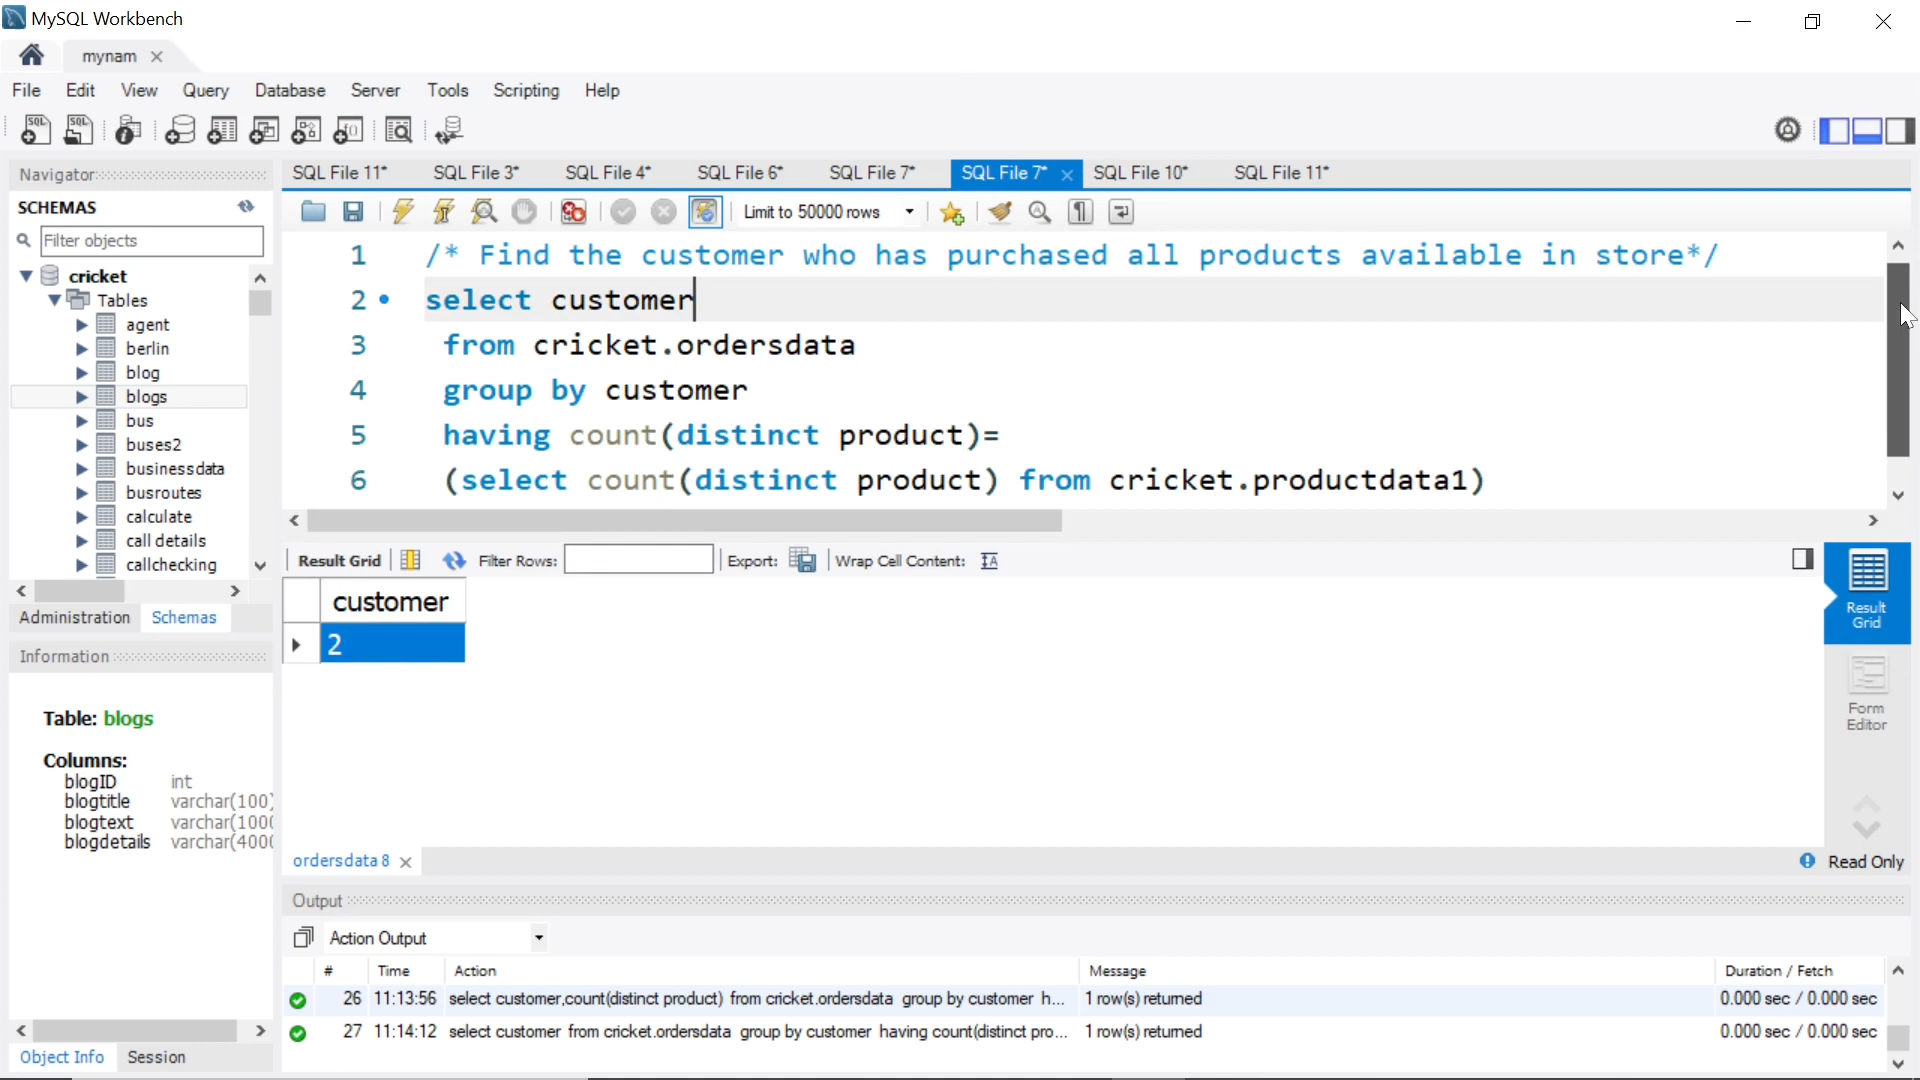 MySQL Workbench
mynam
File Edit View Query Database Server Tools Scripting Help
Navigator
SCHEMAS
Filter objects
cricket
Tables
agent
berlin
blog
blogs
bus
buses2
businessdata
busroutes
calculate
call details
callchecking
Administration Schemas
Information
Table: blogs
Columns:
blogID int
blogtitle varchar(100)
blogtext varchar(100
blogdetails varchar(400
Object Info Session
SQL File 11* SQL File 3* SQL File 4* SQL File 6* SQL File 7* SQL File 7* SQL File 10* SQL File 11*
Limit to 50000 rows
1 /* Find the customer who has purchased all products available in store*/
2 select customer
3 from cricket.ordersdata
4 group by customer
5 having count(distinct product)=
6 (select count(distinct product) from cricket.productdata1)
Result Grid Filter Rows: Export: Wrap Cell Content:
customer
2
Result Grid
Form Editor
ordersdata 8 Read Only
Output
Action Output
# Time Action Message Duration / Fetch
26 11:13:56 select customer,count(distinct product) from cricket.ordersdata group by customer h... 1 row(s) returned 0.000 sec / 0.000 sec
27 11:14:12 select customer from cricket.ordersdata group by customer having count(distinct pro... 1 row(s) returned 0.000 sec / 0.000 sec